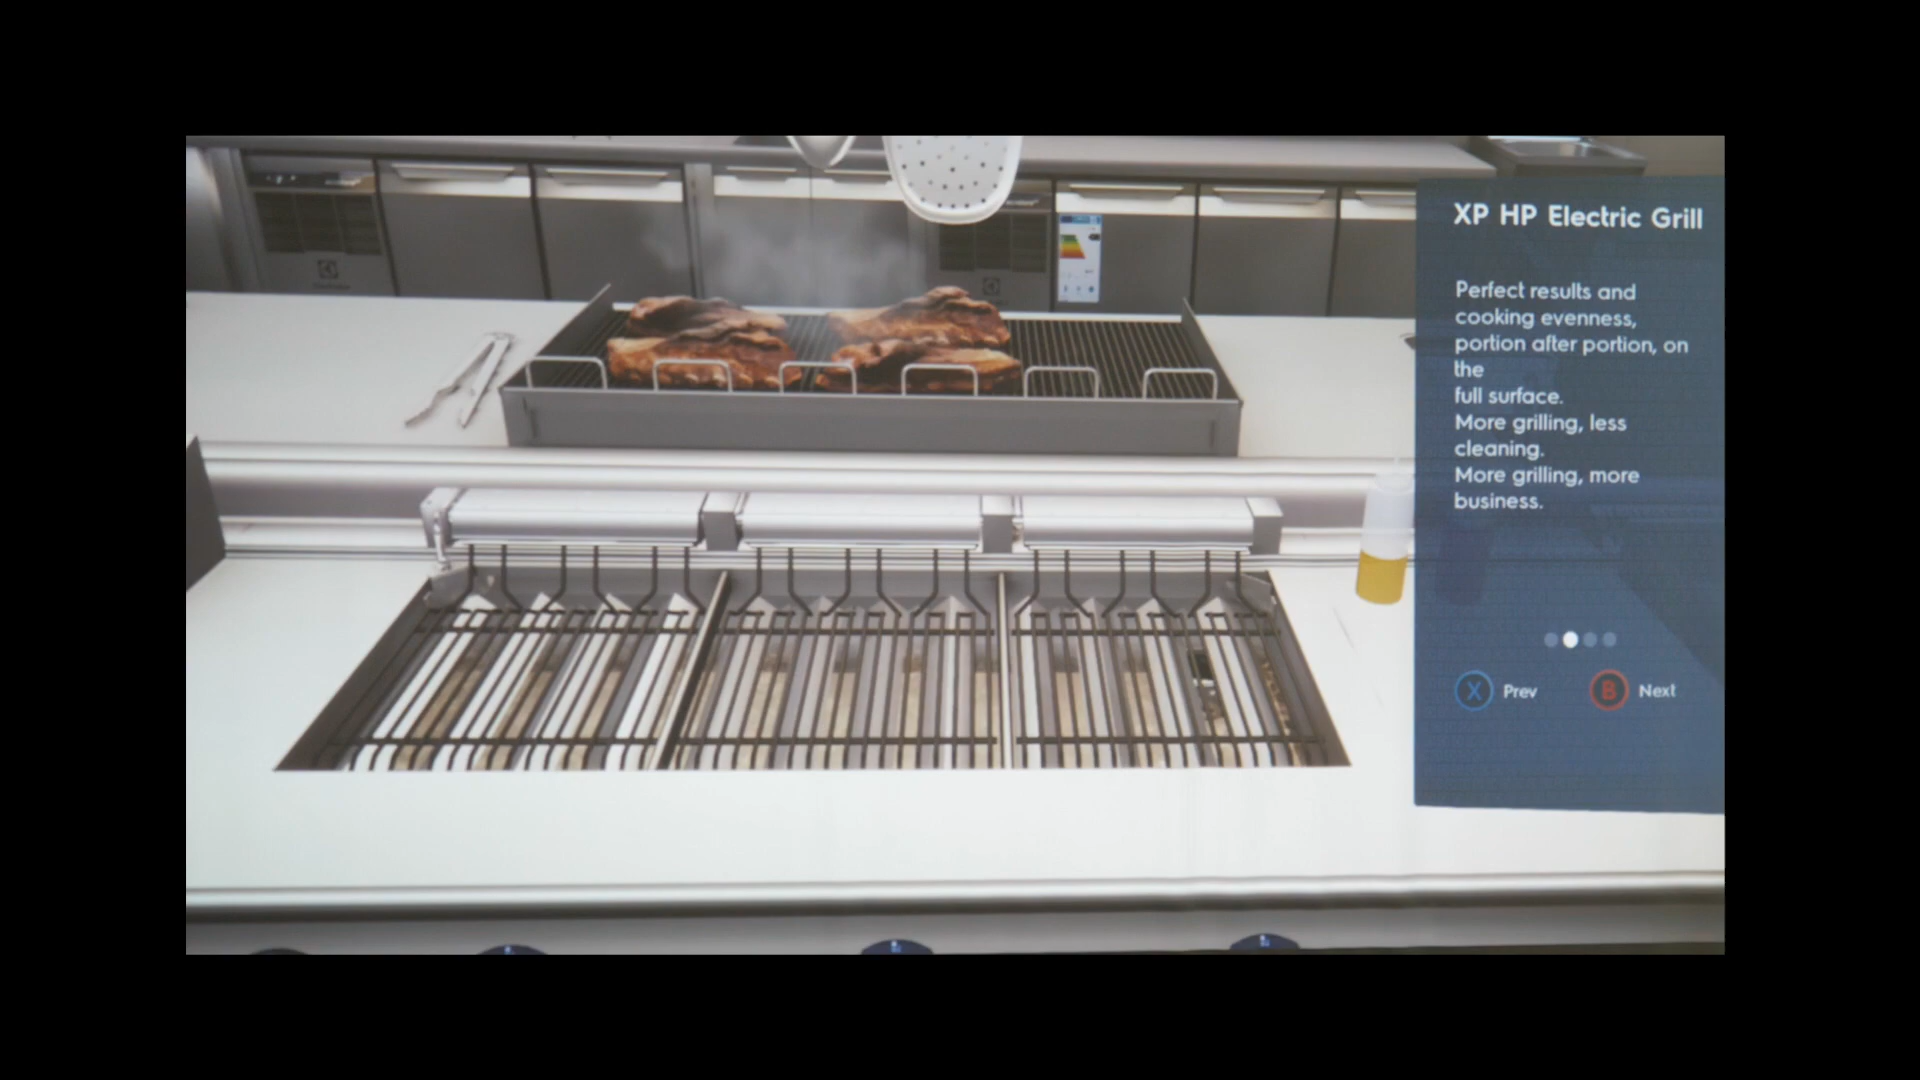 XP HP Electric Grill
Perfect results and
cooking evenness,
portion after portion, on
the
full surface.
More grilling, less
cleaning.
More grilling, more
business.
X Prev
B Next